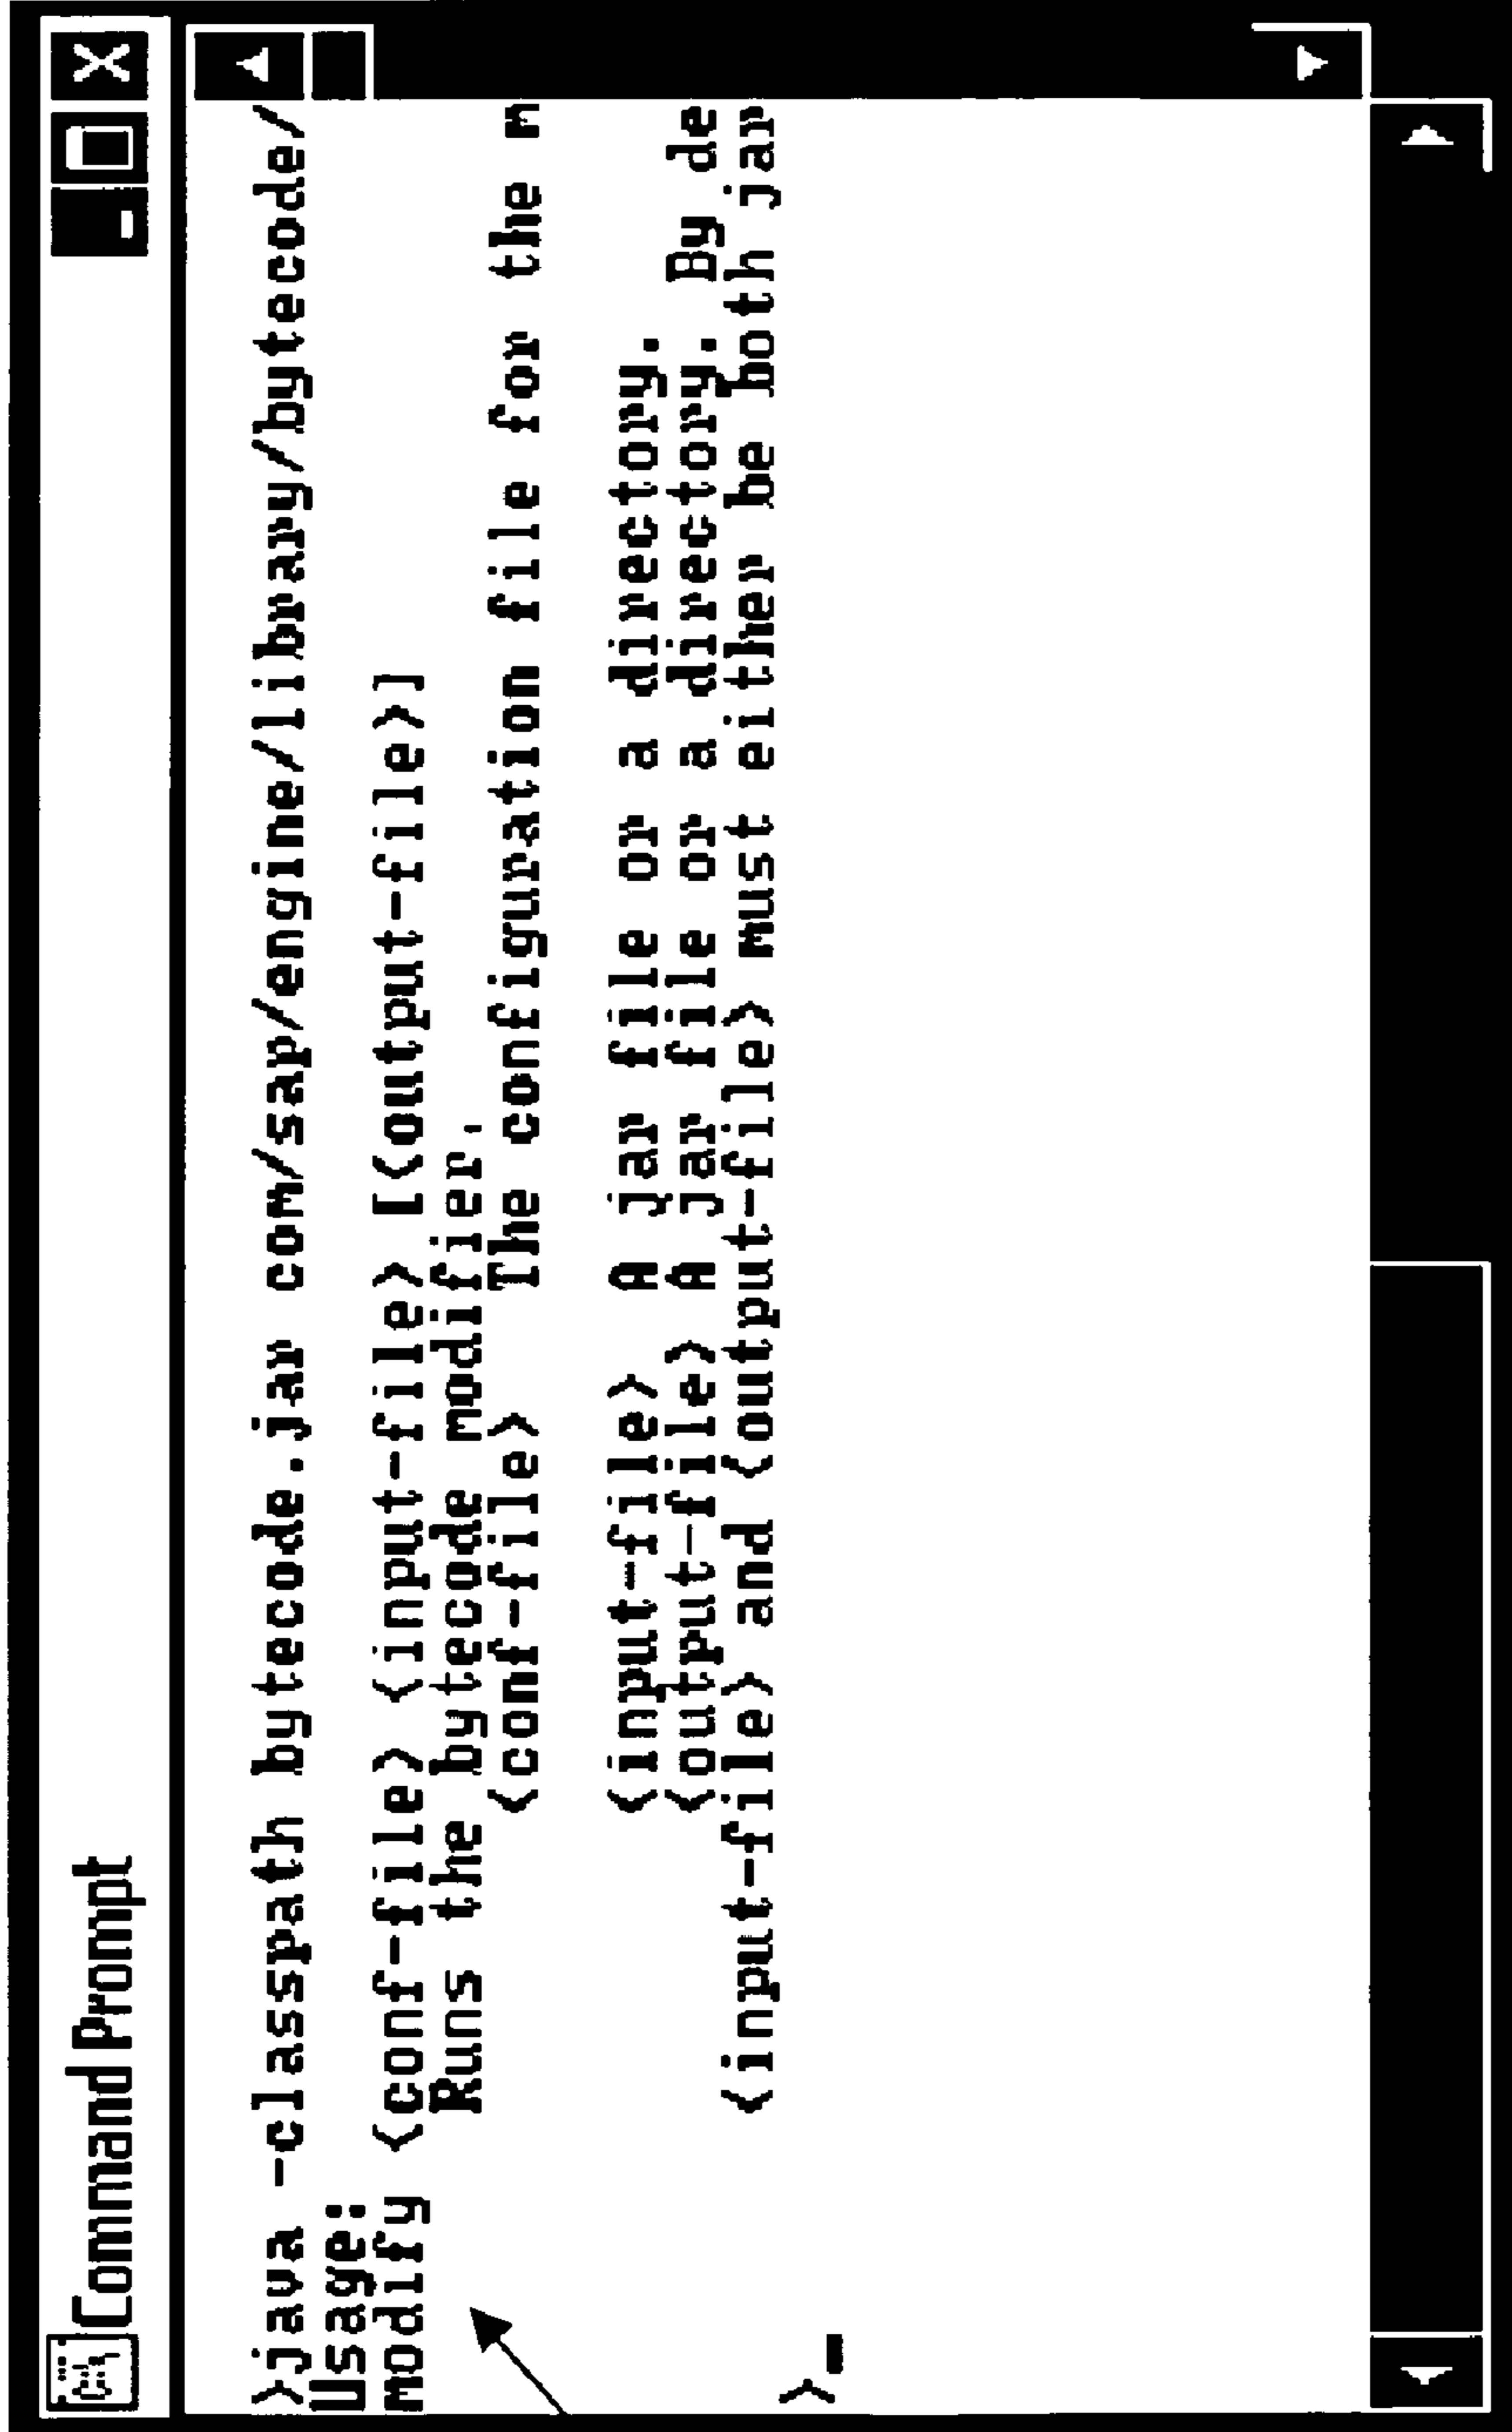 Command Prompt
>java -classpath bytecode.jar com/sap/engine/library/bytecode/
Usage:
modify <conf-file> <input-file> [<output-file>]
Runs the bytecode modifier.
<conf-file> The configuration file for the m
<input-file> A jar file or a directory.
<output-file> A jar file or a directory. By de
<input-file> and <output-file> must either be both jar
>_